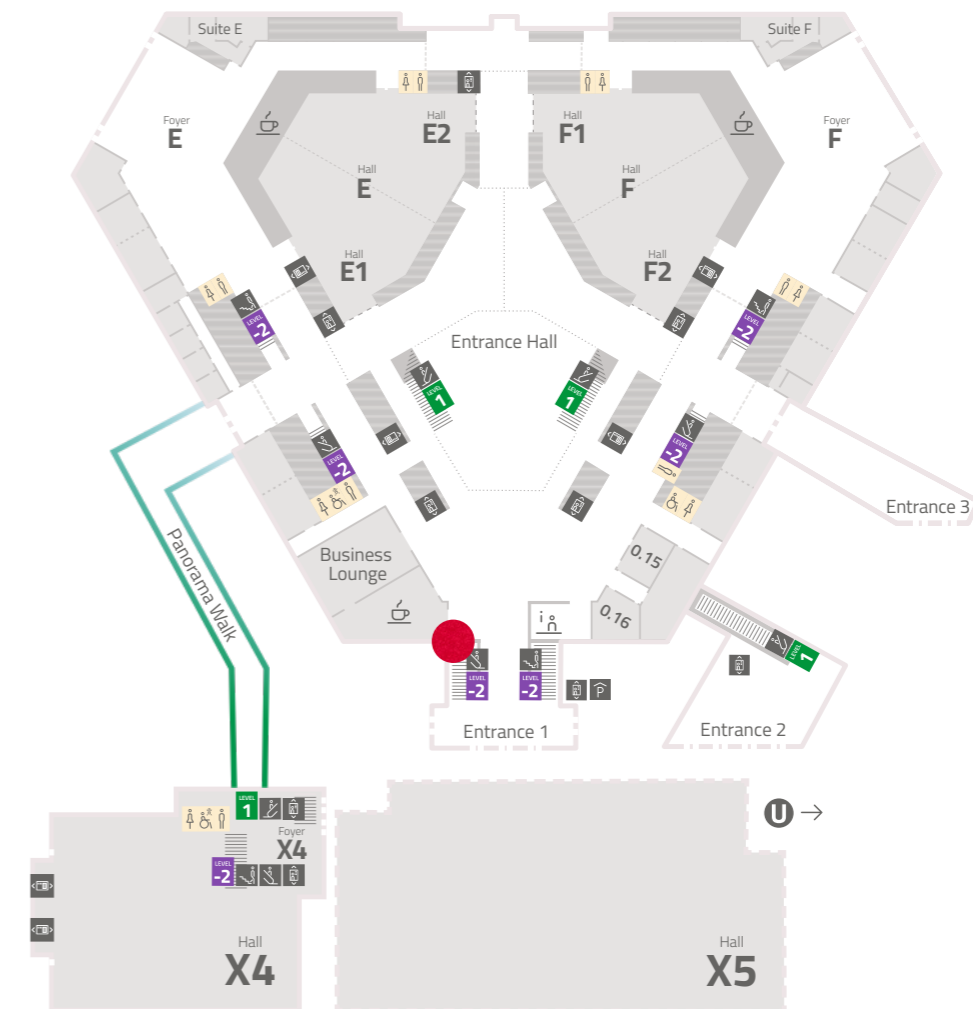 Suite E
Suite F
Foyer
E
Hall
E2
Hall
F1
Foyer
F
Hall
E
Hall
F
Hall
E1
Hall
F2
LEVEL
-2
LEVEL
-2
Entrance Hall
LEVEL
1
LEVEL
1
LEVEL
-2
LEVEL
-2
Entrance 3
Panorama Walk
Business
Lounge
0.15
0.16
i
LEVEL
1
LEVEL
-2
LEVEL
-2
P
Entrance 1
Entrance 2
LEVEL
1
U
Foyer
X4
LEVEL
-2
Hall
X4
Hall
X5